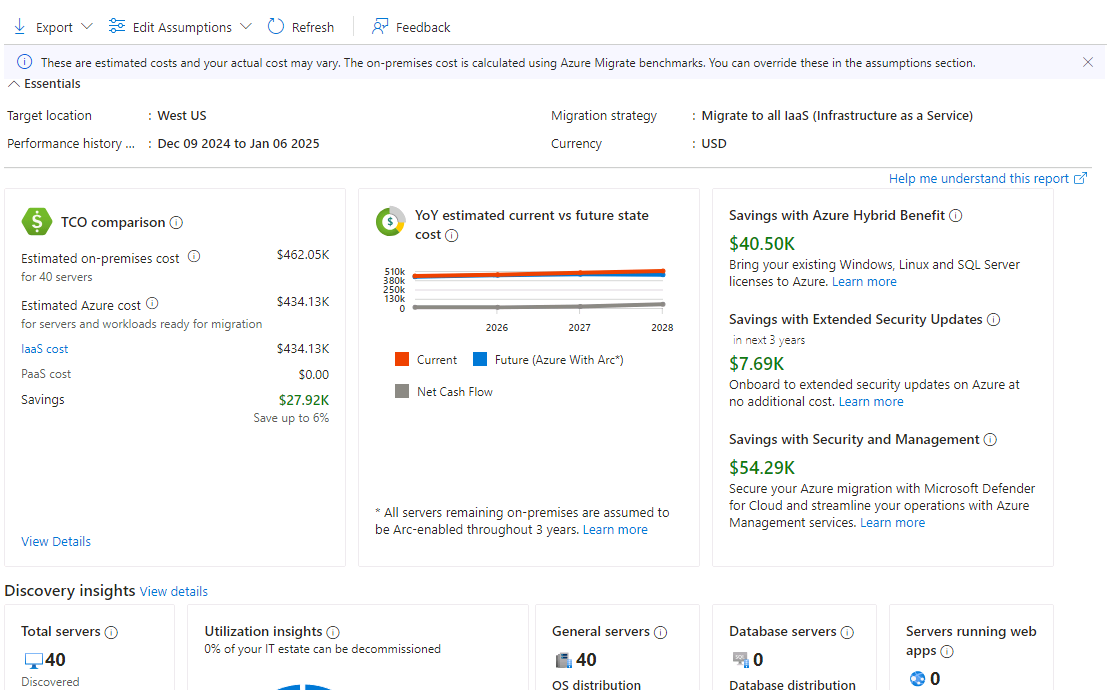 Export Edit Assumptions Refresh Feedback
These are estimated costs and your actual cost may vary. The on-premises cost is calculated using Azure Migrate benchmarks. You can override these in the assumptions section.
Essentials
Target location : West US
Migration strategy : Migrate to all IaaS (Infrastructure as a Service)
Performance history ... : Dec 09 2024 to Jan 06 2025
Currency : USD
Help me understand this report
TCO comparison
Estimated on-premises cost $462.05K
for 40 servers
Estimated Azure cost $434.13K
for servers and workloads ready for migration
IaaS cost $434.13K
PaaS cost $0.00
Savings $27.92K
Save up to 6%
View Details
YoY estimated current vs future state
cost
510k
380k
250k
130k
0
2026 2027 2028
Current Future (Azure With Arc*)
Net Cash Flow
* All servers remaining on-premises are assumed to
be Arc-enabled throughout 3 years. Learn more
Savings with Azure Hybrid Benefit
$40.50K
Bring your existing Windows, Linux and SQL Server
licenses to Azure. Learn more
Savings with Extended Security Updates
in next 3 years
$7.69K
Onboard to extended security updates on Azure at
no additional cost. Learn more
Savings with Security and Management
$54.29K
Secure your Azure migration with Microsoft Defender
for Cloud and streamline your operations with Azure
Management services. Learn more
Discovery insights View details
Total servers
40
Discovered
Utilization insights
0% of your IT estate can be decommissioned
General servers
40
OS distribution
Database servers
SQL
0
Database distribution
Servers running web
apps
0